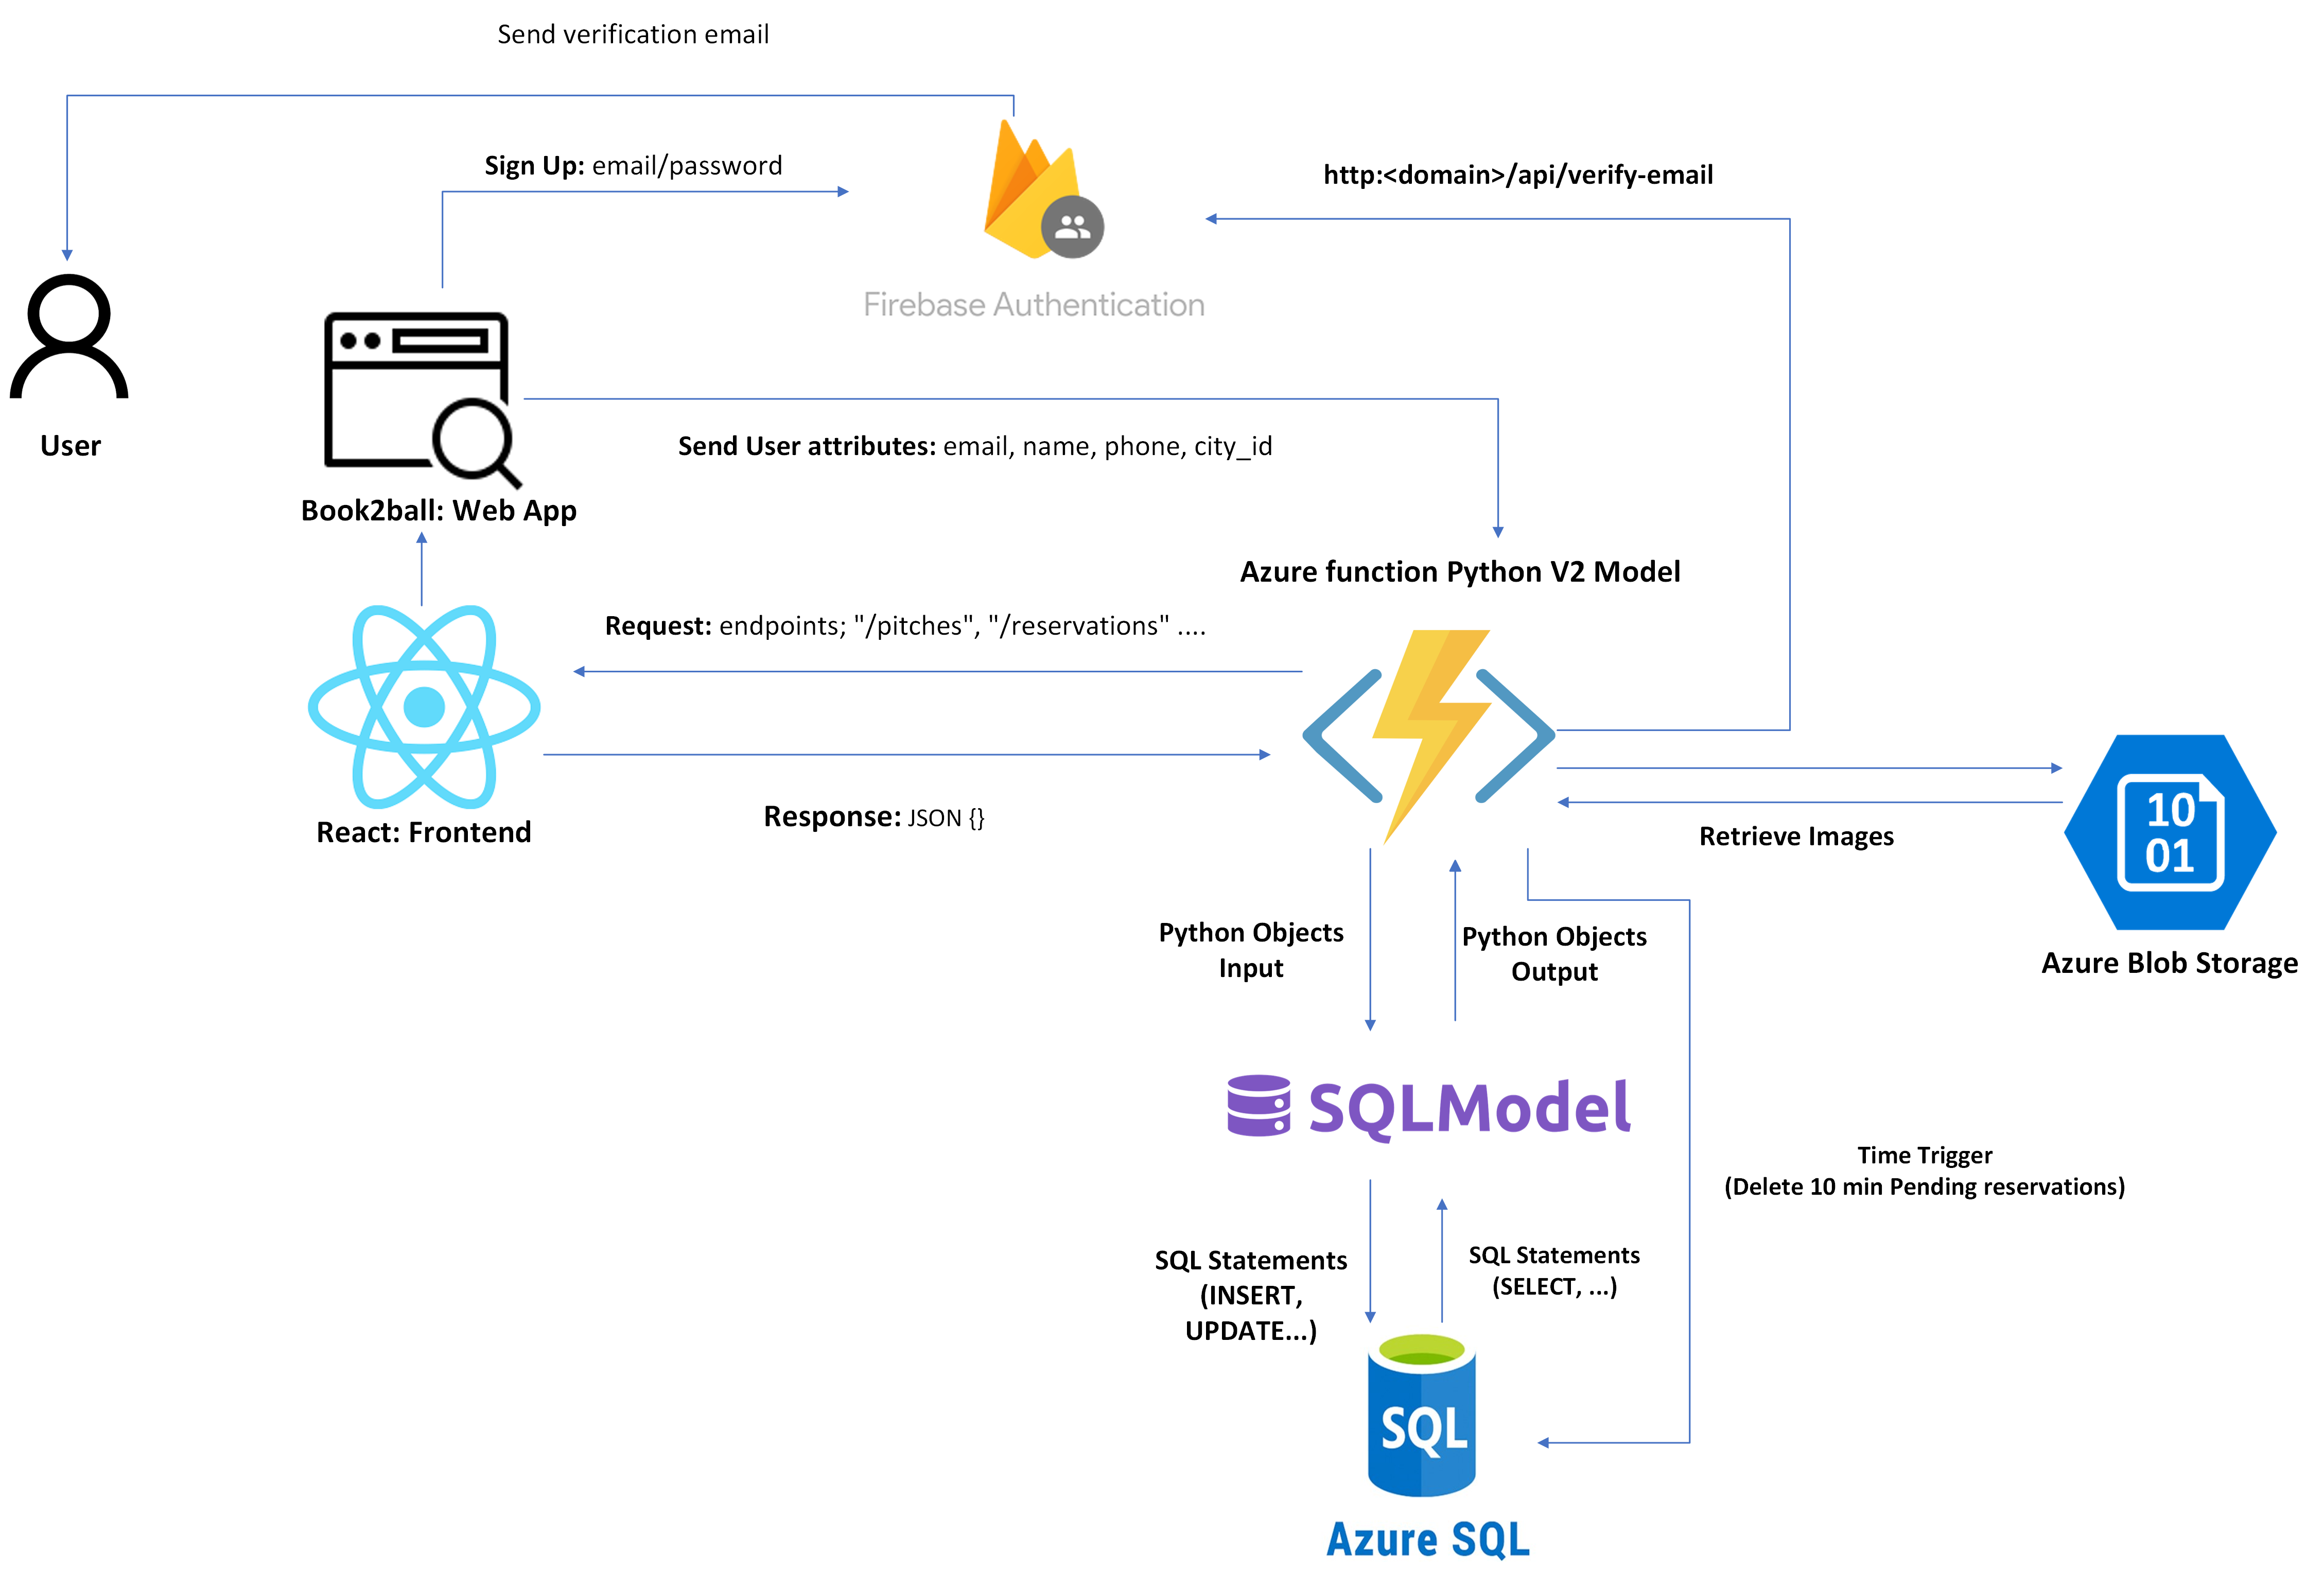 Send verification email
Sign Up: email/password
http:<domain>/api/verify-email
Firebase Authentication
User
Send User attributes: email, name, phone, city_id
Book2ball: Web App
Azure function Python V2 Model
Request: endpoints; "/pitches", "/reservations" ....
React: Frontend
Response: JSON {}
Retrieve Images
10
01
Azure Blob Storage
Python Objects
Input
Python Objects
Output
SQLModel
Time Trigger
(Delete 10 min Pending reservations)
SQL Statements
(INSERT,
UPDATE...)
SQL Statements
(SELECT, ...)
SQL
Azure SQL